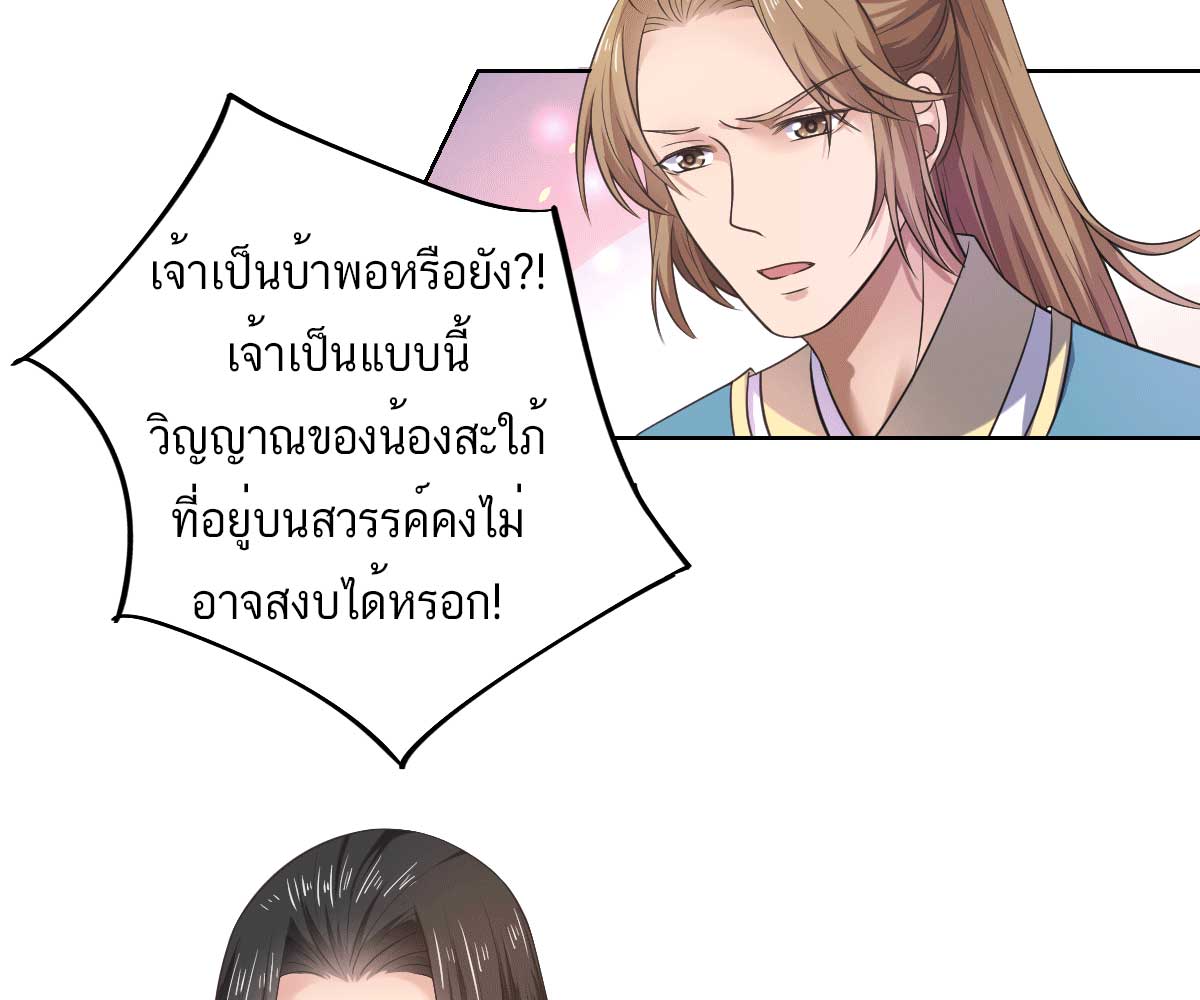 เจ้าเป็นบ้าพอหรือยัง?!
เจ้าเป็นแบบนี้
วิญญาณของน้องสะใภ้
ที่อยู่บนสวรรค์คงไม่
อาจสงบได้หรอก!